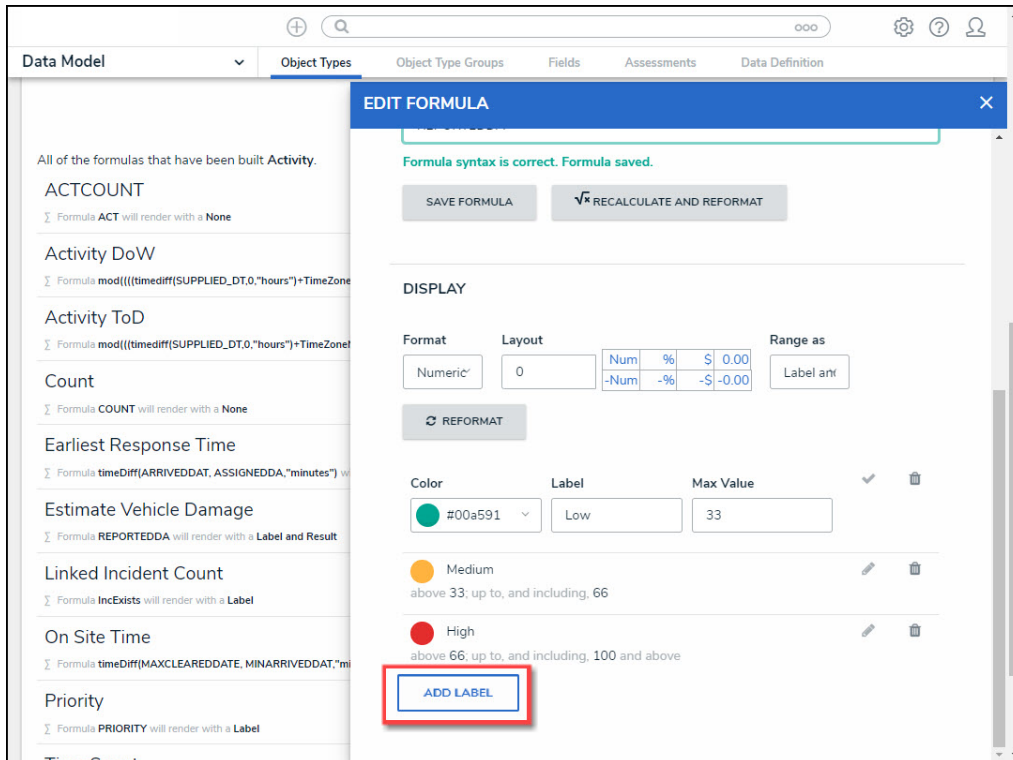 Data Model
Object Types
Object Type Groups
Fields
Assessments
Data Definition
EDIT FORMULA
All of the formulas that have been built Activity.
ACTCOUNT
∑ Formula ACT will render with a None
Activity DoW
∑ Formula mod((((timediff(SUPPLIED_DT,0,"hours")+TimeZone
Activity ToD
∑ Formula mod(((timediff(SUPPLIED_DT,0,"hours")+TimeZone
Count
∑ Formula COUNT will render with a None
Earliest Response Time
∑ Formula timeDiff(ARRIVEDDAT, ASSIGNEDDA,"minutes") w
Estimate Vehicle Damage
∑ Formula REPORTEDDA will render with a Label and Result
Linked Incident Count
∑ Formula IncExists will render with a Label
On Site Time
∑ Formula timeDiff(MAXCLEAREDDATE, MINARRIVEDDAT,"mi
Priority
∑ Formula PRIORITY will render with a Label
Formula syntax is correct. Formula saved.
SAVE FORMULA
√x RECALCULATE AND REFORMAT
DISPLAY
Format
Layout
Range as
Numeric
0
Num % $ 0.00
-Num -% -$ -0.00
Label an
REFORMAT
Color
Label
Max Value
#00a591
Low
33
Medium
above 33; up to, and including, 66
High
above 66; up to, and including, 100 and above
ADD LABEL